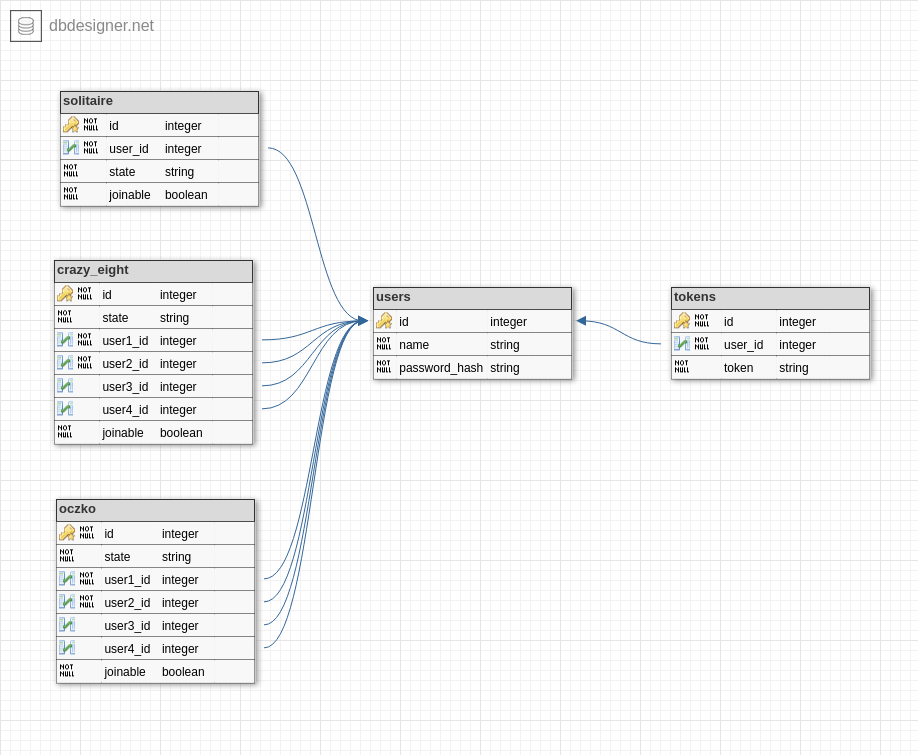 dbdesigner.net
solitaire
NOT NULL id integer
NOT NULL user_id integer
NOT NULL state string
NOT NULL joinable boolean
crazy_eight
NOT NULL id integer
NOT NULL state string
NOT NULL user1_id integer
NOT NULL user2_id integer
user3_id integer
user4_id integer
NOT NULL joinable boolean
oczko
NOT NULL id integer
NOT NULL state string
NOT NULL user1_id integer
NOT NULL user2_id integer
user3_id integer
user4_id integer
NOT NULL joinable boolean
users
id integer
NOT NULL name string
NOT NULL password_hash string
tokens
NOT NULL id integer
NOT NULL user_id integer
NOT NULL token string